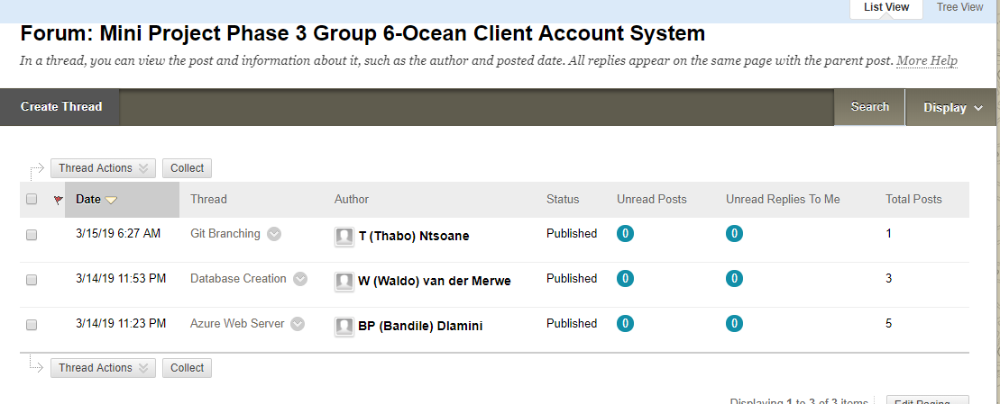 List View Tree View
Forum: Mini Project Phase 3 Group 6-Ocean Client Account System
In a thread, you can view the post and information about it, such as the author and posted date. All replies appear on the same page with the parent post. More Help
Create Thread Search Display
Thread Actions Collect
Date Thread Author Status Unread Posts Unread Replies To Me Total Posts
3/15/19 6:27 AM Git Branching T (Thabo) Ntsoane Published 0 0 1
3/14/19 11:53 PM Database Creation W (Waldo) van der Merwe Published 0 0 3
3/14/19 11:23 PM Azure Web Server BP (Bandile) Dlamini Published 0 0 5
Thread Actions Collect
Displaying 1 to 3 of 3 items Edit Paging...